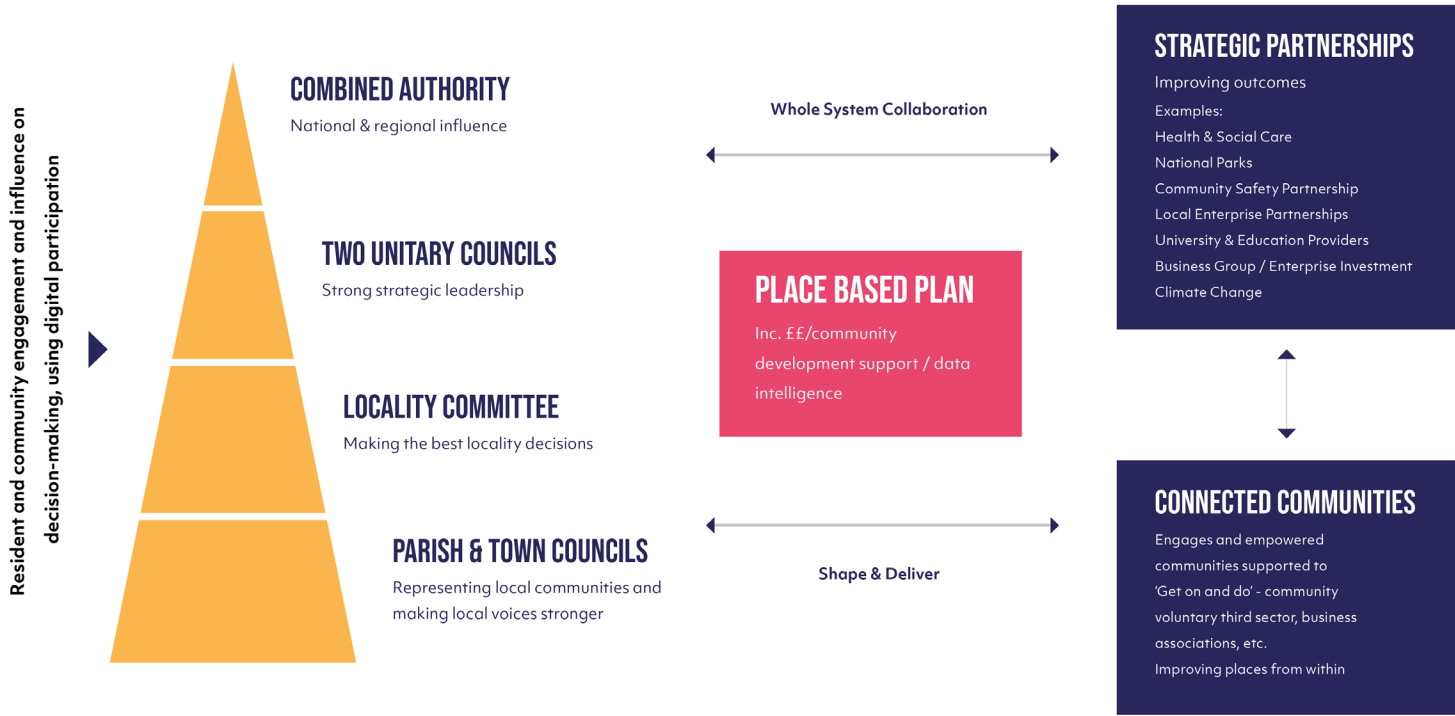 Resident and community engagement and influence on
decision-making, using digital participation
COMBINED AUTHORITY
National & regional influence
TWO UNITARY COUNCILS
Strong strategic leadership
LOCALITY COMMITTEE
Making the best locality decisions
PARISH & TOWN COUNCILS
Representing local communities and
making local voices stronger
Whole System Collaboration
PLACE BASED PLAN
Inc. ££/community
development support / data
intelligence
Shape & Deliver
STRATEGIC PARTNERSHIPS
Improving outcomes
Examples:
Health & Social Care
National Parks
Community Safety Partnership
Local Enterprise Partnerships
University & Education Providers
Business Group / Enterprise Investment
Climate Change
CONNECTED COMMUNITIES
Engages and empowered
communities supported to
‘Get on and do’ - community
voluntary third sector, business
associations, etc.
Improving places from within